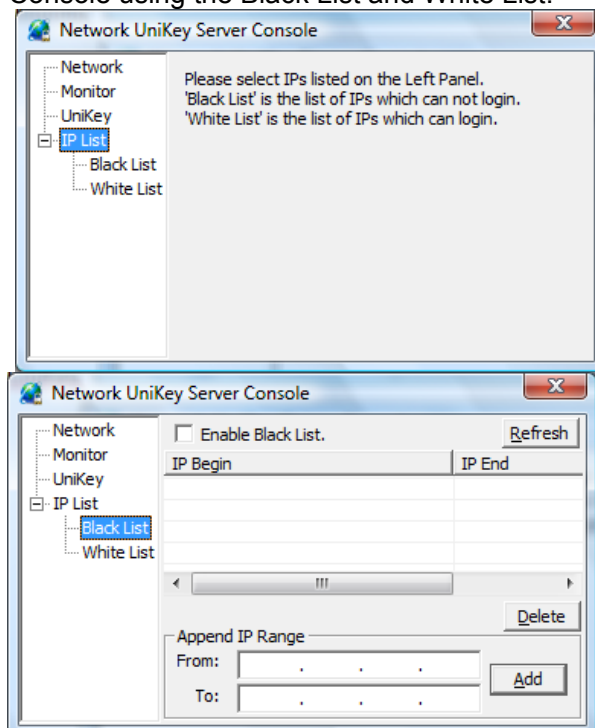 Console using the Black List and White List.
Network UniKey Server Console
Network
Monitor
UniKey
IP List
Black List
White List
Please select IPs listed on the Left Panel.
'Black List' is the list of IPs which can not login.
'White List' is the list of IPs which can login.
Network UniKey Server Console
Network
Monitor
UniKey
IP List
Black List
White List
Enable Black List. Refresh
IP Begin IP End
Delete
Append IP Range
From: . . .
To: . . .
Add